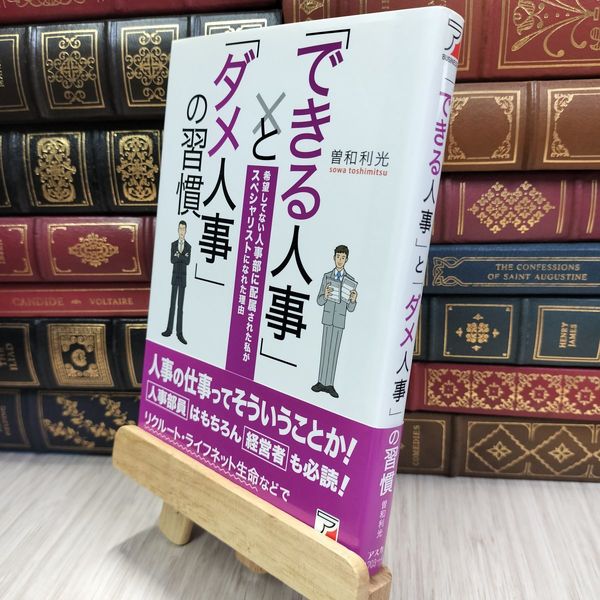 「できる人事」
と
「ダメ人事」
の習慣
曽和利光
sowa toshimitsu
希望してない人事部に配属された私が
スペシャリストになれた理由
人事の仕事ってそういうことか！
人事部員はもちろん経営者も必読！
リクルート・ライフネット生命などで
「できる人事」と「ダメ人事」の習慣
曽和利光
BUSINESS
CANDIDE
VOLTAIRE
THE CONFESSIONS
OF SAINT AUGUSTINE
HENRY
JAMES
COMEDIES